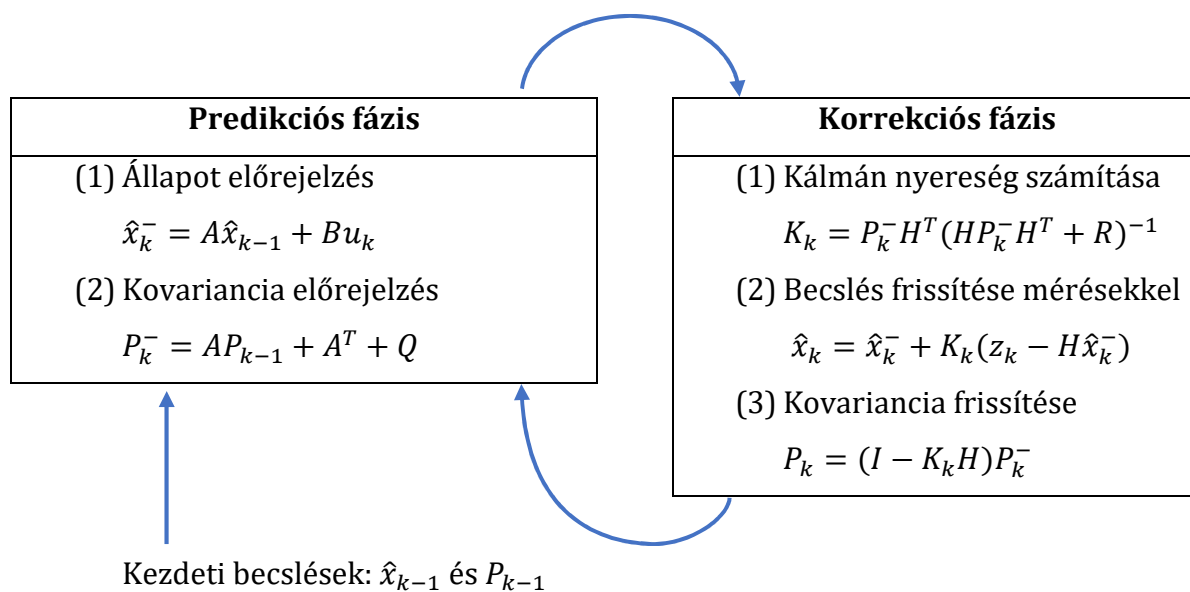 Predikciós fázis
(1) Állapot előrejelzés
x̂ₖ⁻ = Ax̂ₖ₋₁ + Buₖ
(2) Kovariancia előrejelzés
Pₖ⁻ = APₖ₋₁ + Aᵀ + Q
Korrekciós fázis
(1) Kálmán nyereség számítása
Kₖ = Pₖ⁻Hᵀ(HPₖ⁻Hᵀ + R)⁻¹
(2) Becslés frissítése mérésekkel
x̂ₖ = x̂ₖ⁻ + Kₖ(zₖ − Hx̂ₖ⁻)
(3) Kovariancia frissítése
Pₖ = (I − KₖH)Pₖ⁻
Kezdeti becslések: x̂ₖ₋₁ és Pₖ₋₁